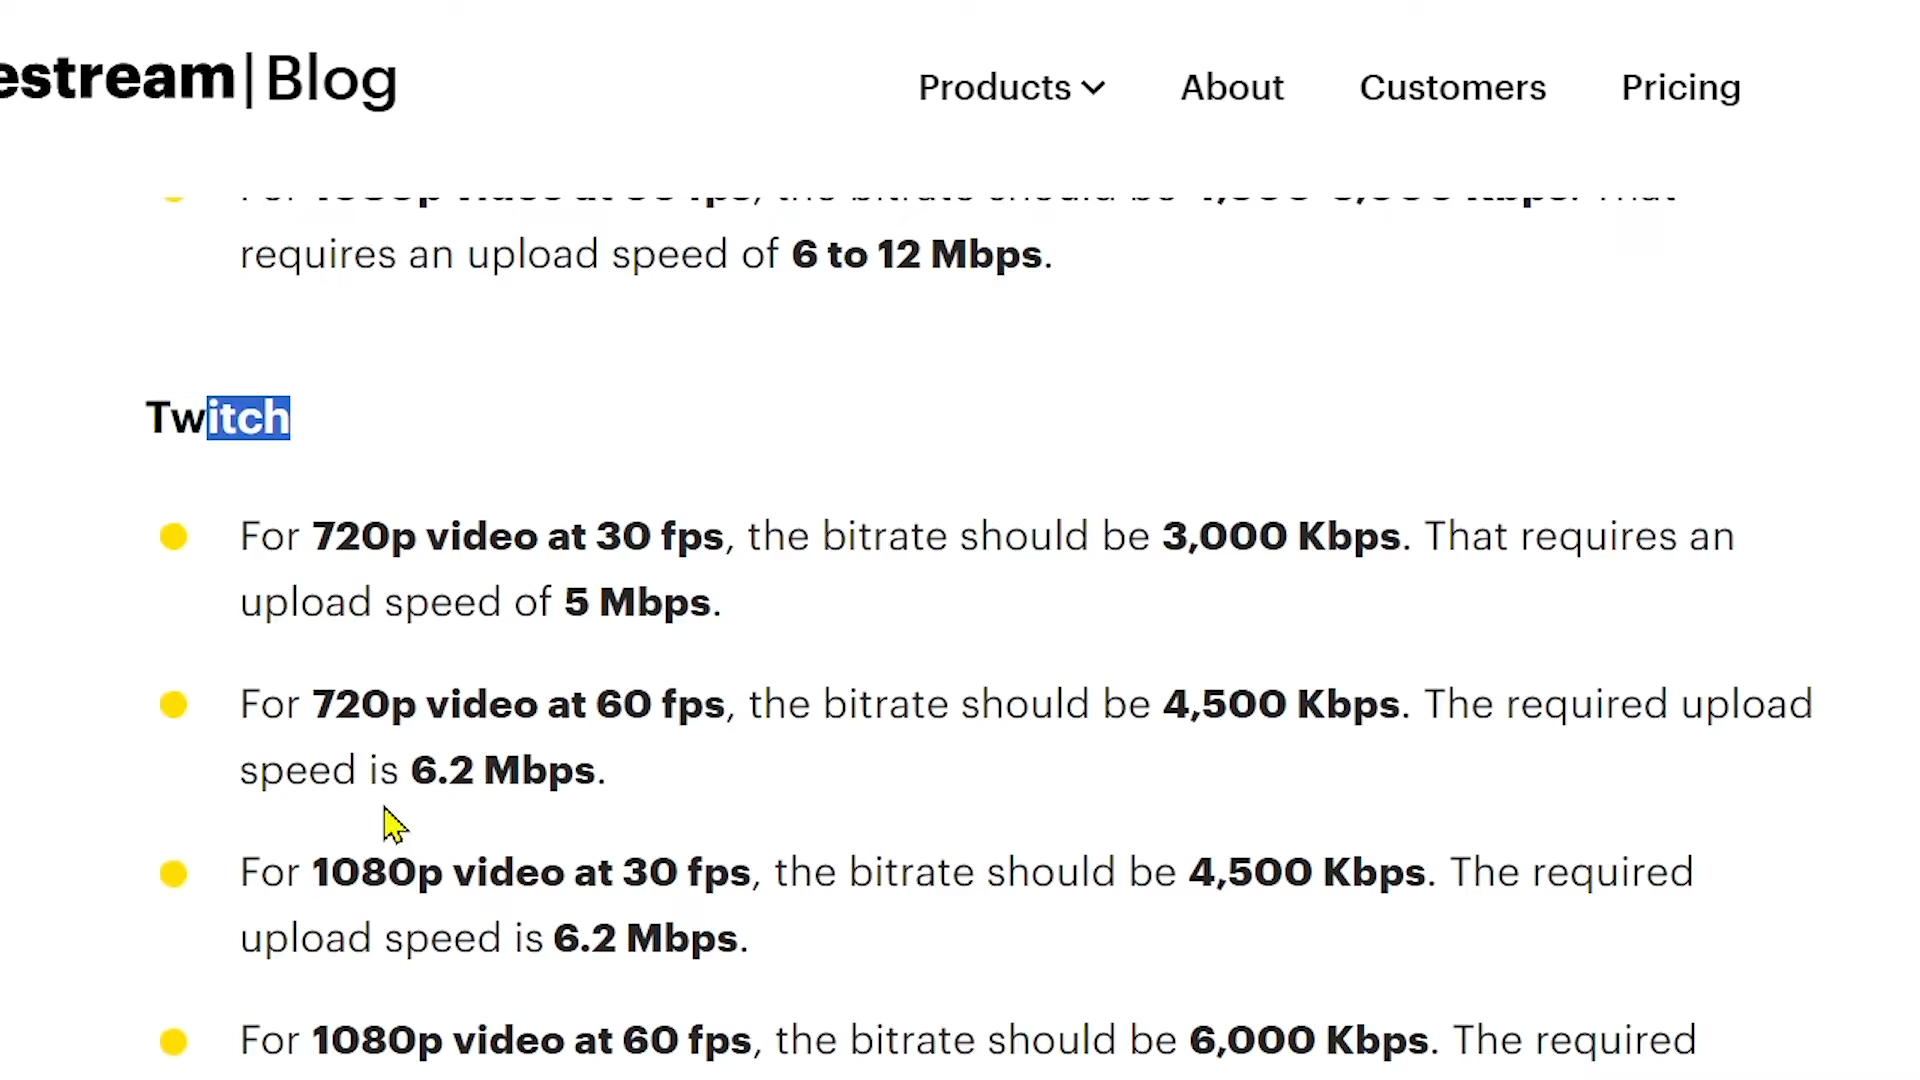 estream|Blog
Products
About
Customers
Pricing
requires an upload speed of 6 to 12 Mbps.
Twitch
For 720p video at 30 fps, the bitrate should be 3,000 Kbps. That requires an
upload speed of 5 Mbps.
For 720p video at 60 fps, the bitrate should be 4,500 Kbps. The required upload
speed is 6.2 Mbps.
For 1080p video at 30 fps, the bitrate should be 4,500 Kbps. The required
upload speed is 6.2 Mbps.
For 1080p video at 60 fps, the bitrate should be 6,000 Kbps. The required